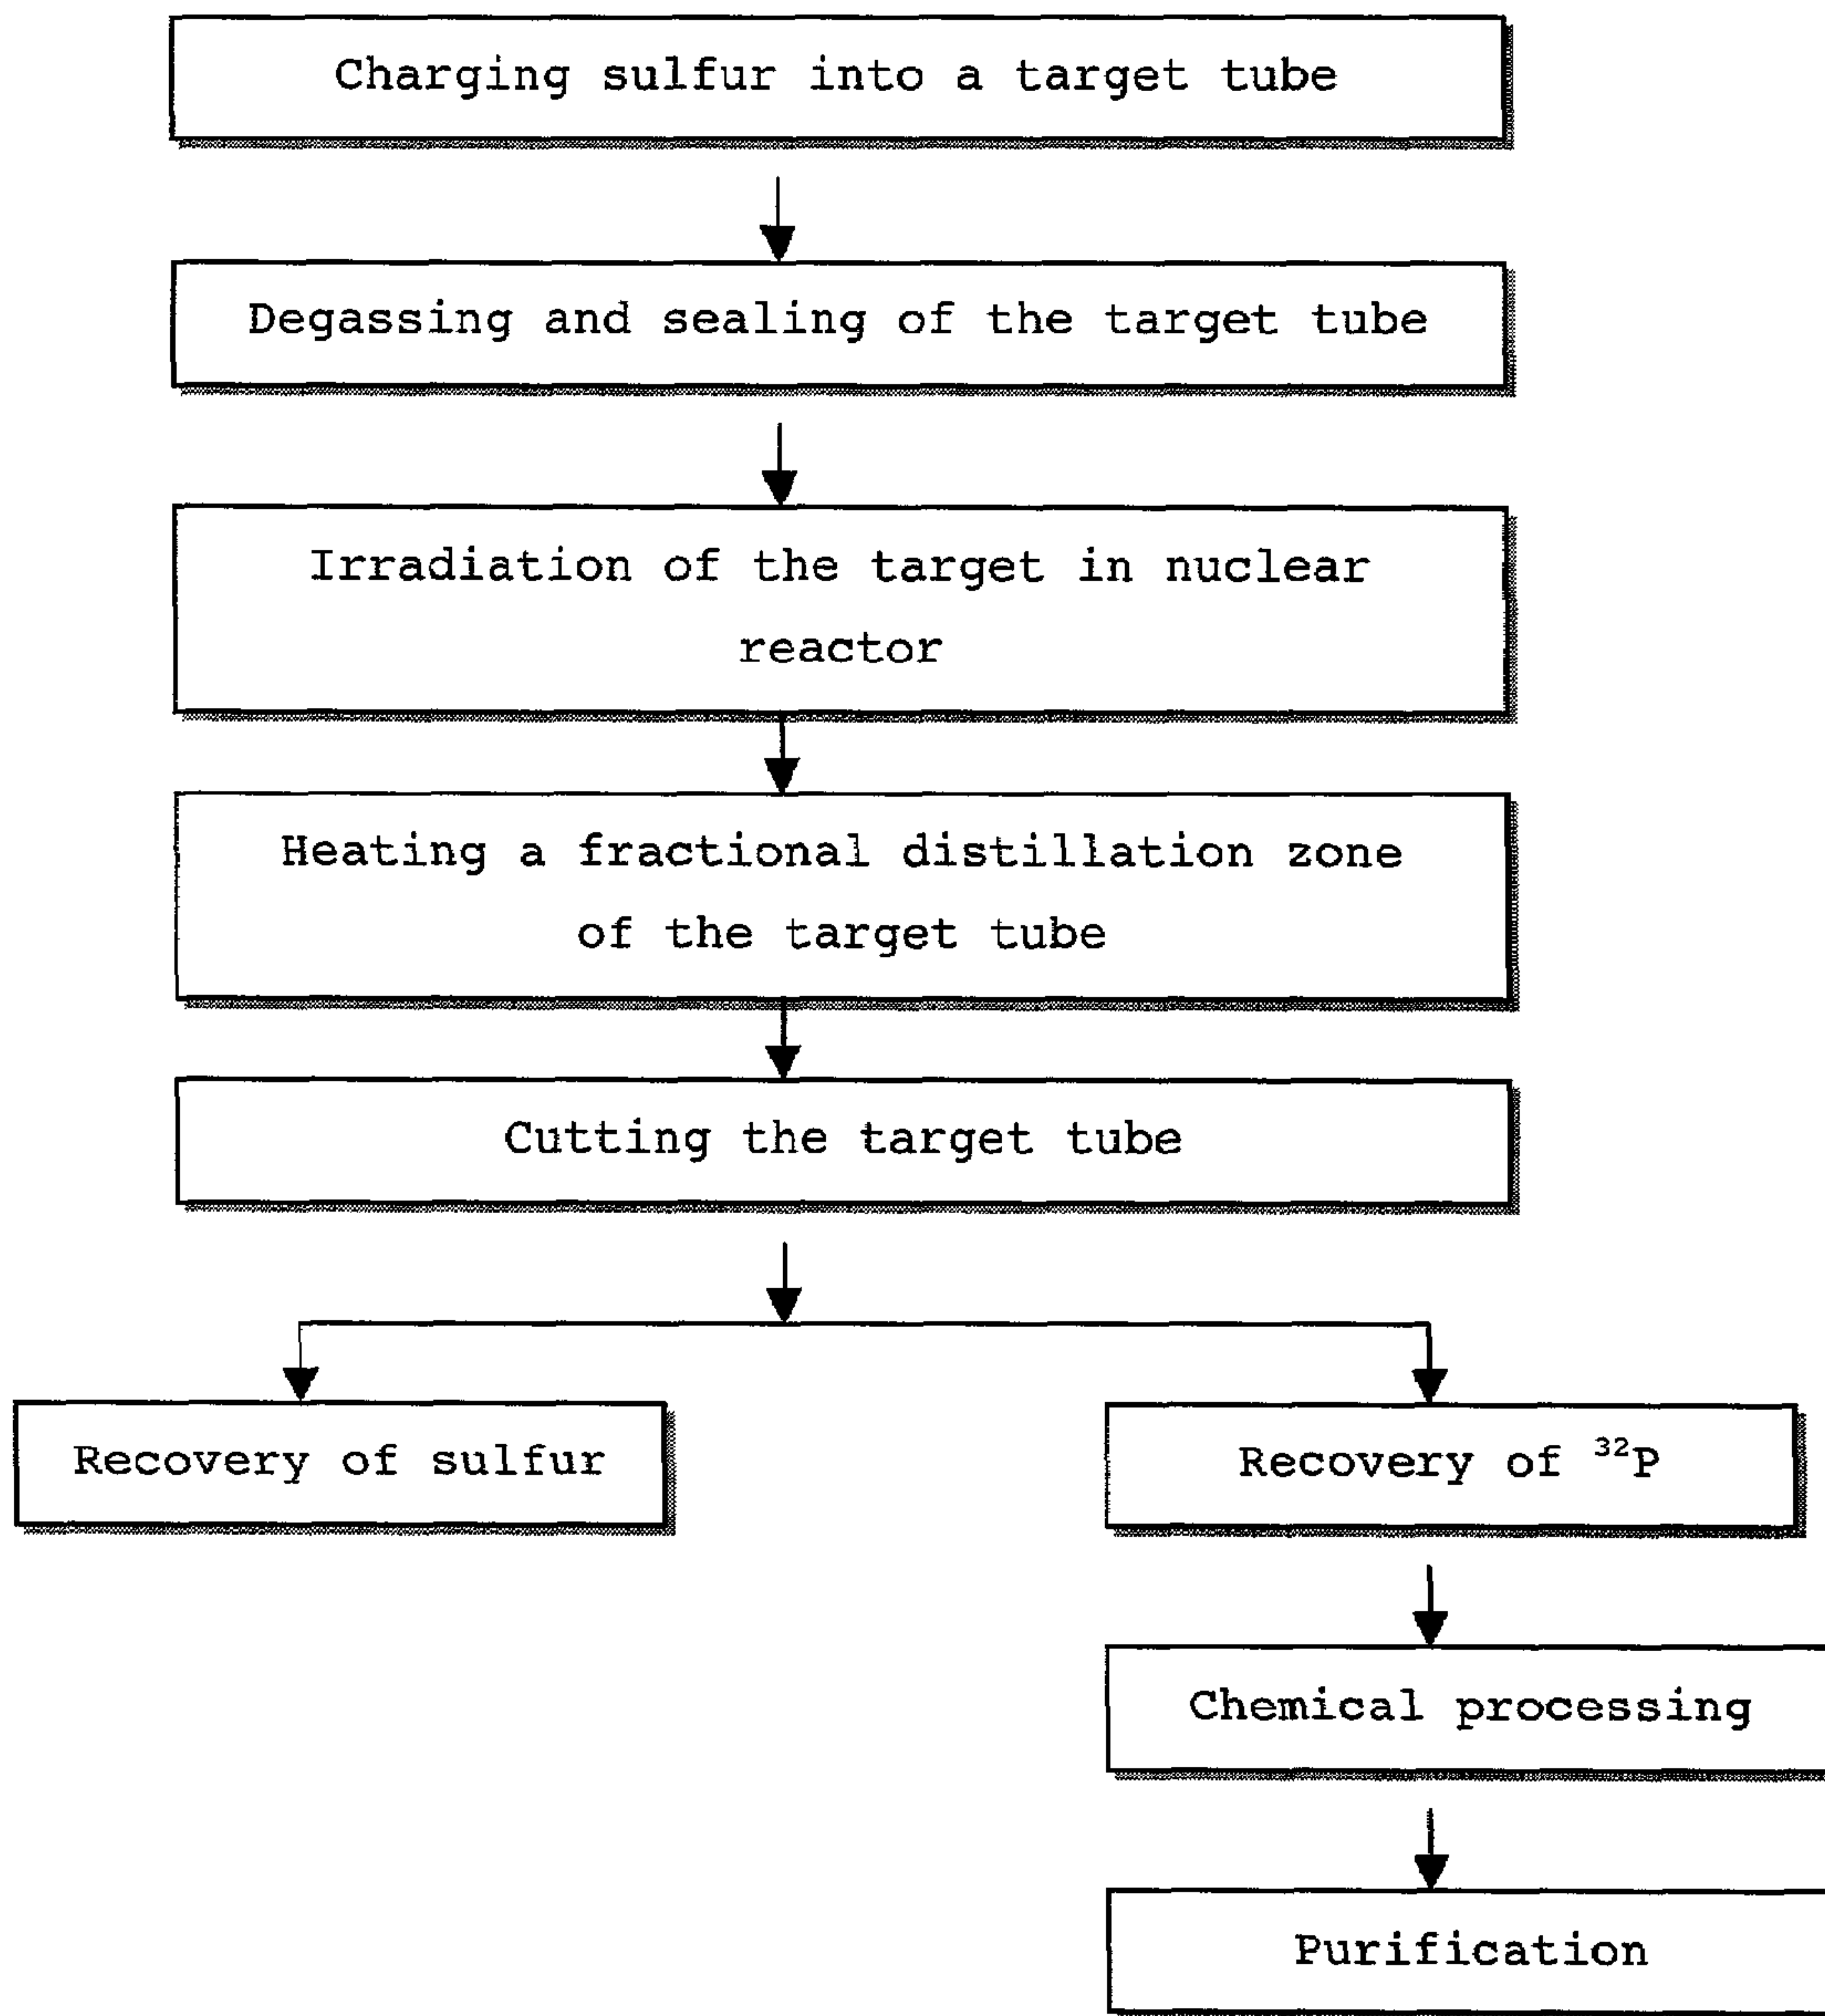 Charging sulfur into a target tube
Degassing and sealing of the target tube
Irradiation of the target in nuclear
reactor
Heating a fractional distillation zone
of the target tube
Cutting the target tube
Recovery of sulfur
Recovery of ³²P
Chemical processing
Purification